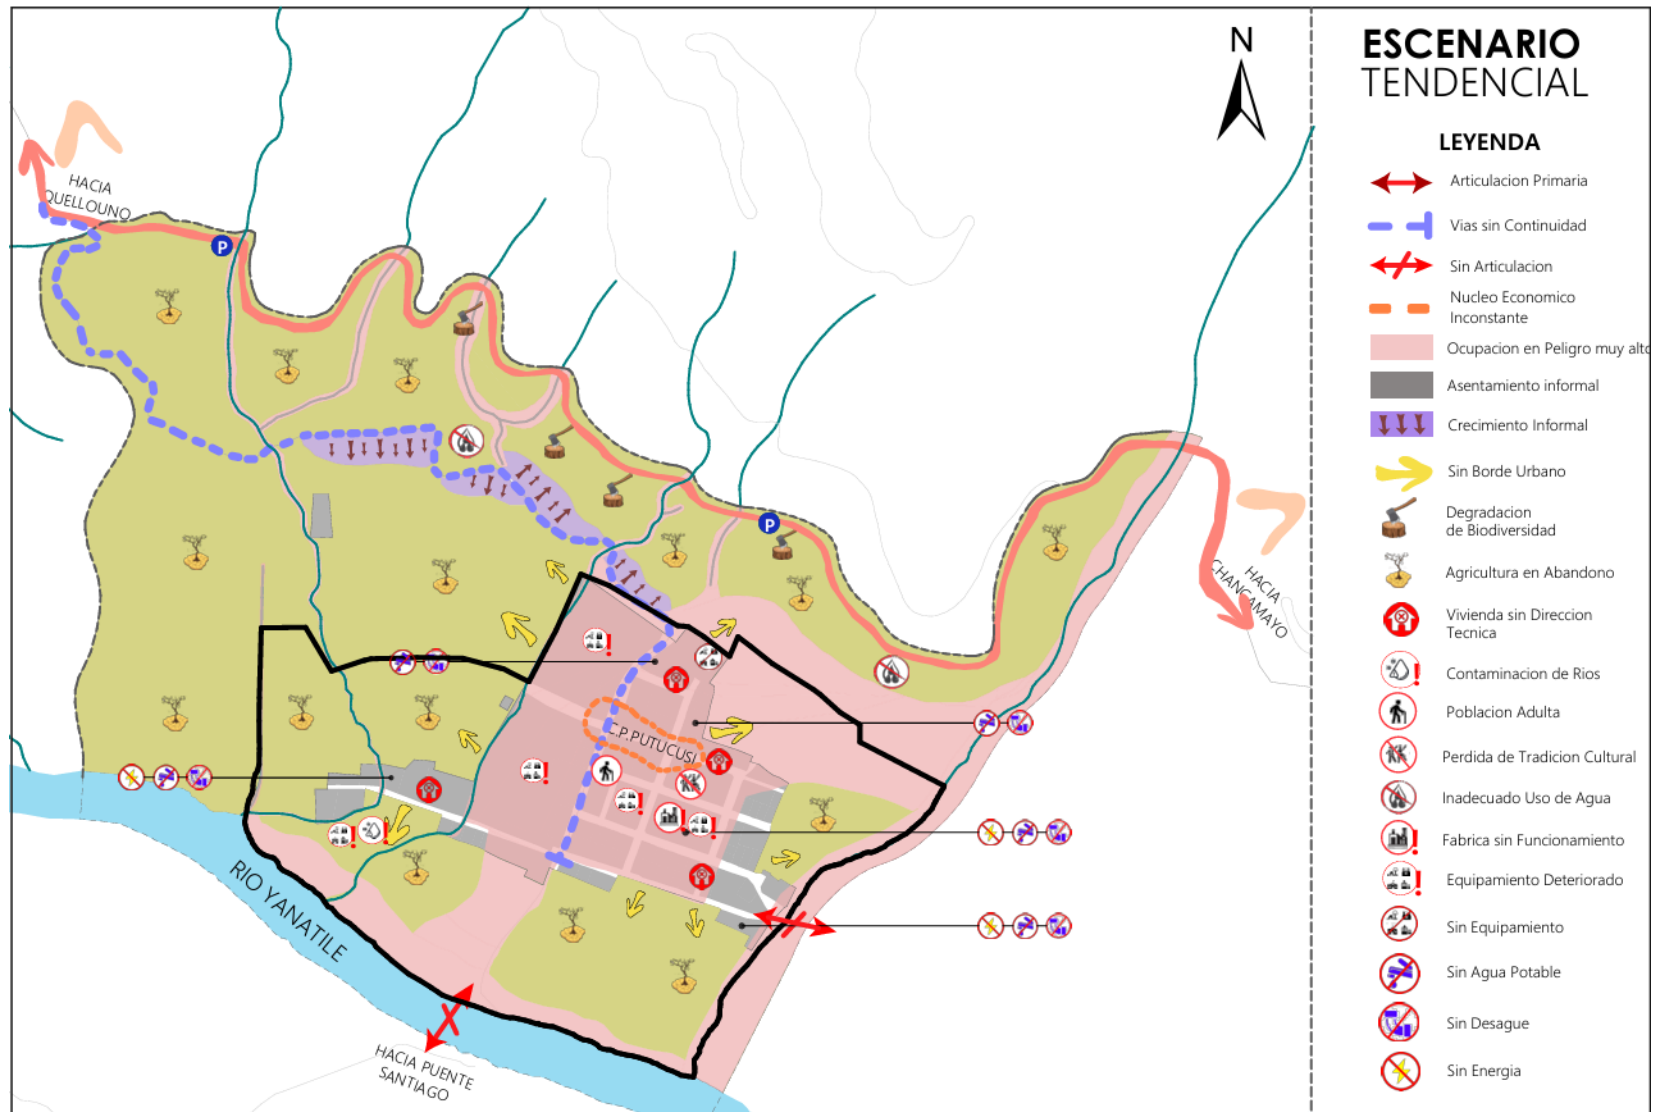 N
ESCENARIO
TENDENCIAL
LEYENDA
Articulacion Primaria
Vias sin Continuidad
Sin Articulacion
Nucleo Economico
Inconstante
Ocupacion en Peligro muy alto
Asentamiento informal
Crecimiento Informal
Sin Borde Urbano
Degradacion
de Biodiversidad
Agricultura en Abandono
Vivienda sin Direccion
Tecnica
Contaminacion de Rios
Poblacion Adulta
Perdida de Tradicion Cultural
Inadecuado Uso de Agua
Fabrica sin Funcionamiento
Equipamiento Deteriorado
Sin Equipamiento
Sin Agua Potable
Sin Desague
Sin Energia
HACIA
QUELLOUNO
P
P
HACIA
CHANCAMAYO
C.P.PUTUCUSI
RIO YANATILE
HACIA PUENTE
SANTIAGO